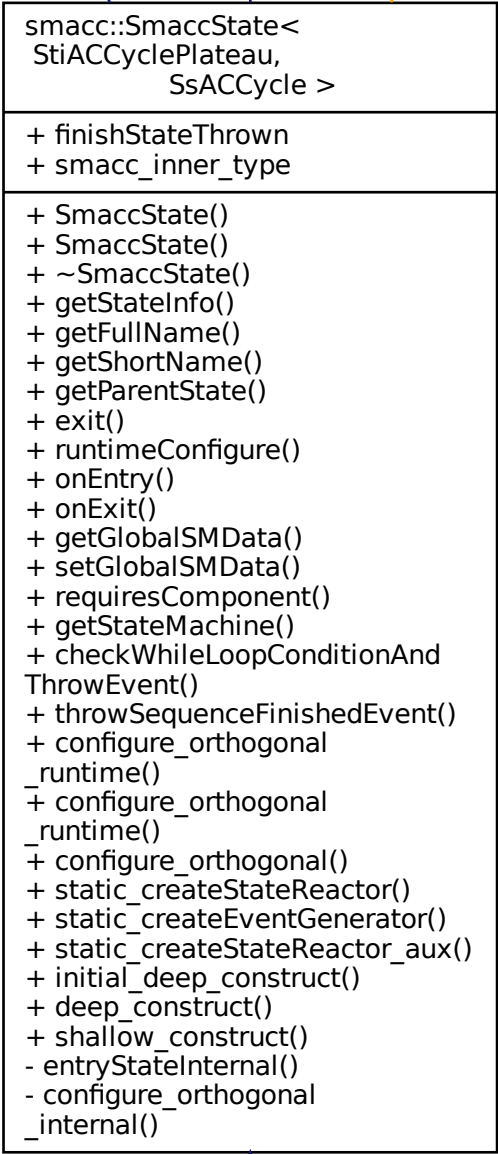 smacc::SmaccState<
StiACCyclePlateau,
SsACCycle >
+ finishStateThrown
+ smacc_inner_type
+ SmaccState()
+ SmaccState()
+ ~SmaccState()
+ getStateInfo()
+ getFullName()
+ getShortName()
+ getParentState()
+ exit()
+ runtimeConfigure()
+ onEntry()
+ onExit()
+ getGlobalSMData()
+ setGlobalSMData()
+ requiresComponent()
+ getStateMachine()
+ checkWhileLoopConditionAnd
ThrowEvent()
+ throwSequenceFinishedEvent()
+ configure_orthogonal
_runtime()
+ configure_orthogonal
_runtime()
+ configure_orthogonal()
+ static_createStateReactor()
+ static_createEventGenerator()
+ static_createStateReactor_aux()
+ initial_deep_construct()
+ deep_construct()
+ shallow_construct()
- entryStateInternal()
- configure_orthogonal
_internal()